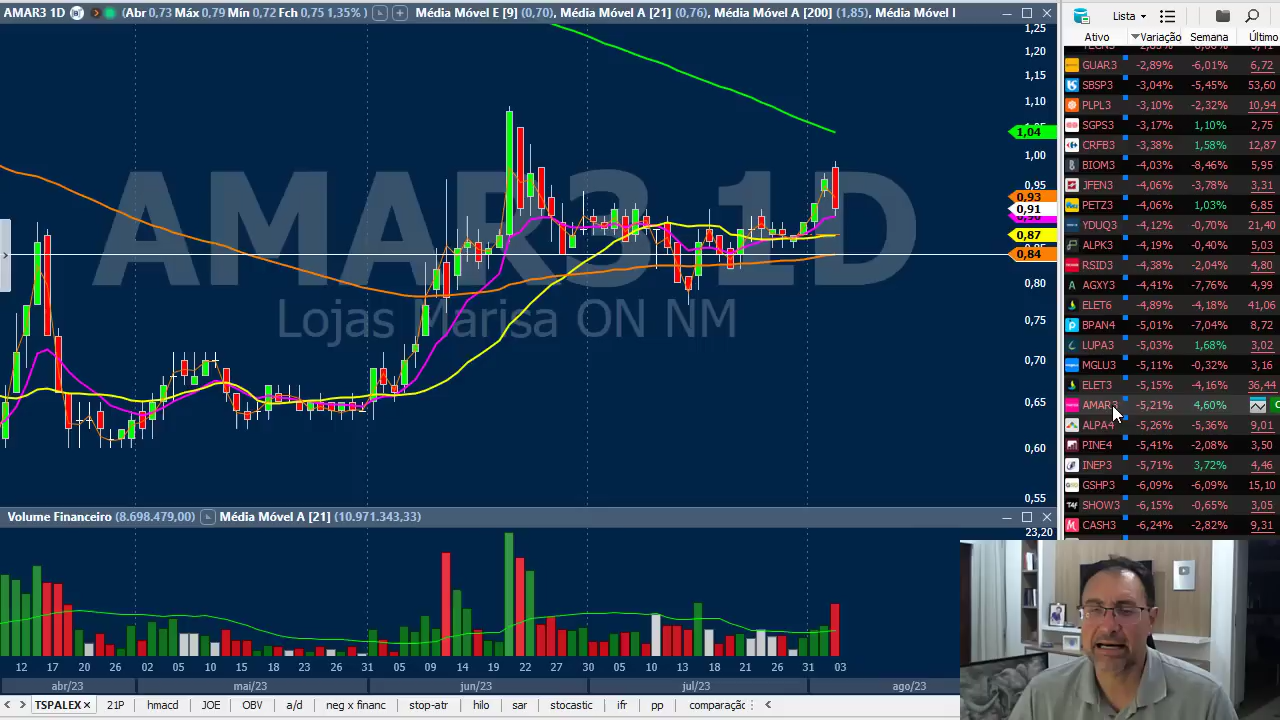 AMAR3 1D (Abr 0,73 Máx 0,79 Mín 0,72 Fch 0,75 1,35%) Média Móvel E [9] (0,70), Média Móvel A [21] (0,76), Média Móvel A [200] (1,85), Média Móvel I
Lista
Ativo Variação Semana Último
GUAR3 -2,89% -6,01% 6,72
SBSP3 -3,04% -5,45% 53,60
PLPL3 -3,10% -2,32% 10,94
SGPS3 -3,17% 1,10% 2,75
CRFB3 -3,38% 1,58% 12,87
BIOM3 -4,03% -8,46% 5,95
JFEN3 -4,06% -3,78% 3,31
PETZ3 -4,06% 1,03% 6,85
YDUQ3 -4,12% -0,70% 21,40
ALPK3 -4,19% -0,40% 5,03
RSID3 -4,38% -2,04% 4,80
AGXY3 -4,41% -7,76% 4,99
ELET6 -4,89% -4,18% 41,06
BPAN4 -5,01% -7,04% 8,72
LUPA3 -5,03% 1,68% 3,02
MGLU3 -5,11% -0,32% 3,16
ELET3 -5,15% -4,16% 36,44
AMAR3 -5,21% 4,60%
ALPA4 -5,26% -5,36% 9,01
PINE4 -5,41% -2,08% 3,50
INEP3 -5,71% 3,72% 4,46
GSHP3 -6,09% -6,09% 15,10
SHOW3 -6,15% -0,65% 3,05
CASH3 -6,24% -2,82% 9,31
AMAR3 1D
Lojas Marisa ON NM
1,25
1,20
1,15
1,10
1,04
1,00
0,95
0,93
0,91
0,87
0,84
0,80
0,75
0,70
0,65
0,60
0,55
Volume Financeiro (8.698.479,00) Média Móvel A [21] (10.971.343,33)
23,20
12 17 20 26 02 05 10 15 18 23 26 31 05 09 14 19 22 27 30 05 10 13 18 21 26 31 03
abr/23 mai/23 jun/23 jul/23 ago/23
TSPALEX × 21P hmacd JOE OBV a/d neg x financ stop-atr hilo sar stocastic ifr pp comparação